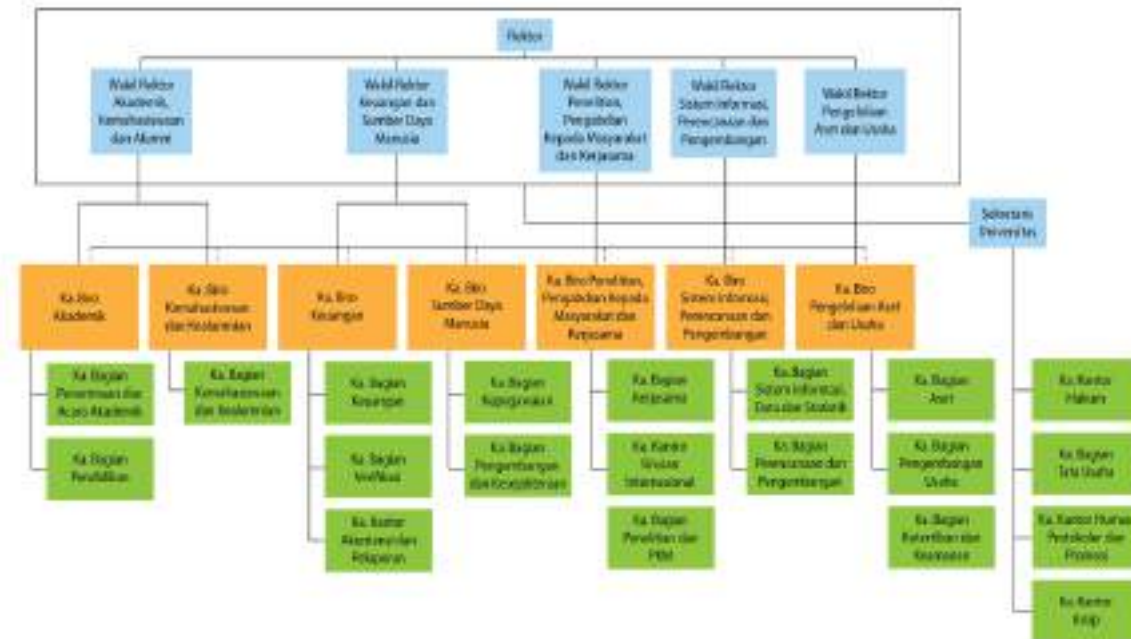 Rektor
Wakil Rektor
Akademik,
Kemahasiswaan
dan Alumni
Wakil Rektor
Keuangan dan
Sumber Daya
Manusia
Wakil Rektor
Penelitian,
Pengabdian
Kepada Masyarakat
dan Kerjasama
Wakil Rektor
Sistem Informasi,
Perencanaan dan
Pengembangan
Wakil Rektor
Pengelolaan
Aset dan Usaha
Sekretaris
Universitas
Ka. Biro
Akademik
Ka. Biro
Kemahasiswaan
dan Kealumnian
Ka. Biro
Keuangan
Ka. Biro
Sumber Daya
Manusia
Ka. Biro Penelitian,
Pengabdian Kepada
Masyarakat dan
Kerjasama
Ka. Biro
Sistem Informasi,
Perencanaan dan
Pengembangan
Ka. Biro
Pengelolaan Aset
dan Usaha
Ka. Bagian
Penerimaan dan
Acara Akademik
Ka. Bagian
Kemahasiswaan
dan Kealumnian
Ka. Bagian
Keuangan
Ka. Bagian
Kepegawaian
Ka. Bagian
Kerjasama
Ka. Bagian
Sistem Informasi,
Data dan Statistik
Ka. Bagian
Aset
Ka. Kantor
Hukum
Ka. Bagian
Pendidikan
Ka. Bagian
Verifikasi
Ka. Bagian
Pengembangan
dan Kesejahteraan
Ka. Kantor
Urusan
Internasional
Ka. Bagian
Perencanaan dan
Pengembangan
Ka. Bagian
Pengembangan
Usaha
Ka. Bagian
Tata Usaha
Ka. Kantor
Akuntansi dan
Pelaporan
Ka. Bagian
Penelitian dan
PKM
Ka. Bagian
Ketertiban dan
Keamanan
Ka. Kantor Humas
Protokoler dan
Promosi
Ka. Kantor
Arsip